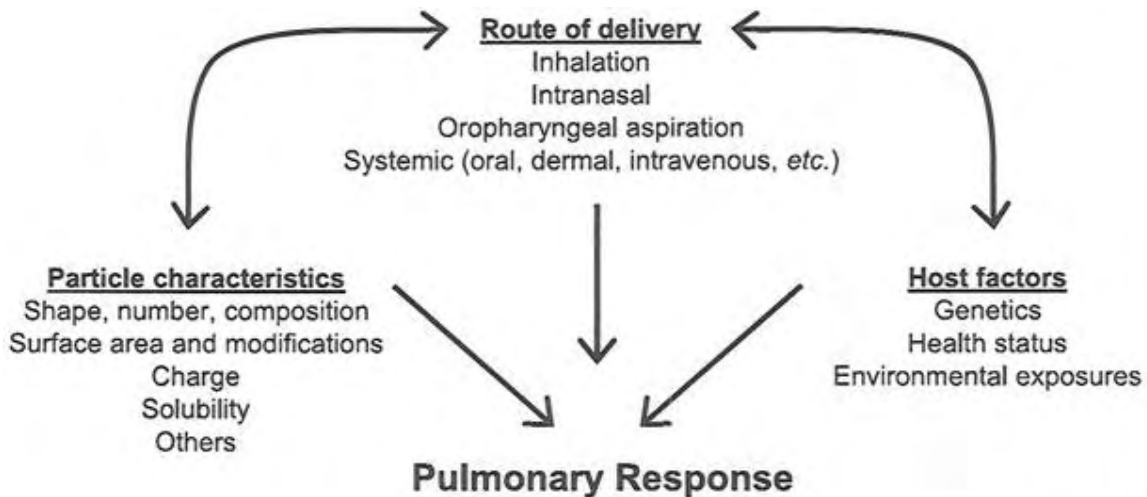 Route of delivery
Inhalation
Intranasal
Oropharyngeal aspiration
Systemic (oral, dermal, intravenous, etc.)
Particle characteristics
Shape, number, composition
Surface area and modifications
Charge
Solubility
Others
Host factors
Genetics
Health status
Environmental exposures
Pulmonary Response